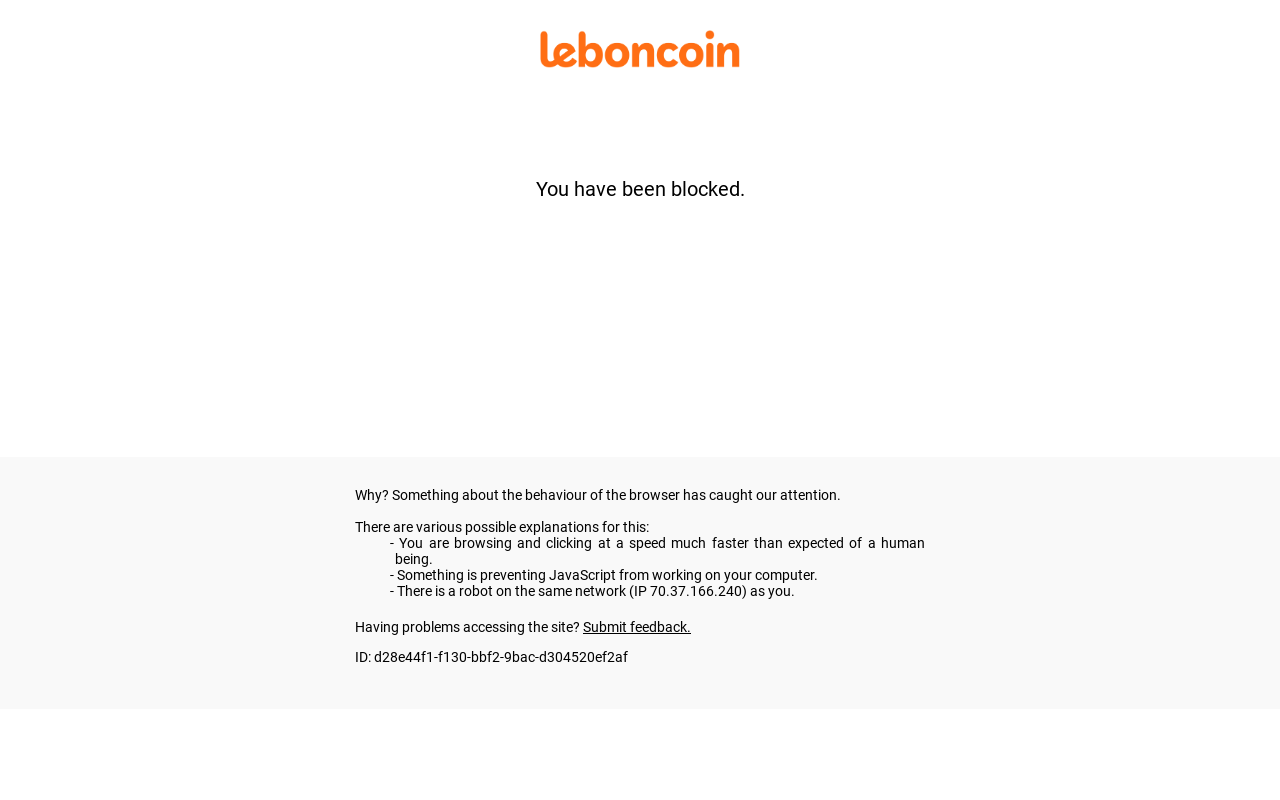 leboncoin
You have been blocked.
Why? Something about the behaviour of the browser has caught our attention.
There are various possible explanations for this:
- You are browsing and clicking at a speed much faster than expected of a human
being.
- Something is preventing JavaScript from working on your computer.
- There is a robot on the same network (IP 70.37.166.240) as you.
Having problems accessing the site? Submit feedback.
ID: d28e44f1-f130-bbf2-9bac-d304520ef2af